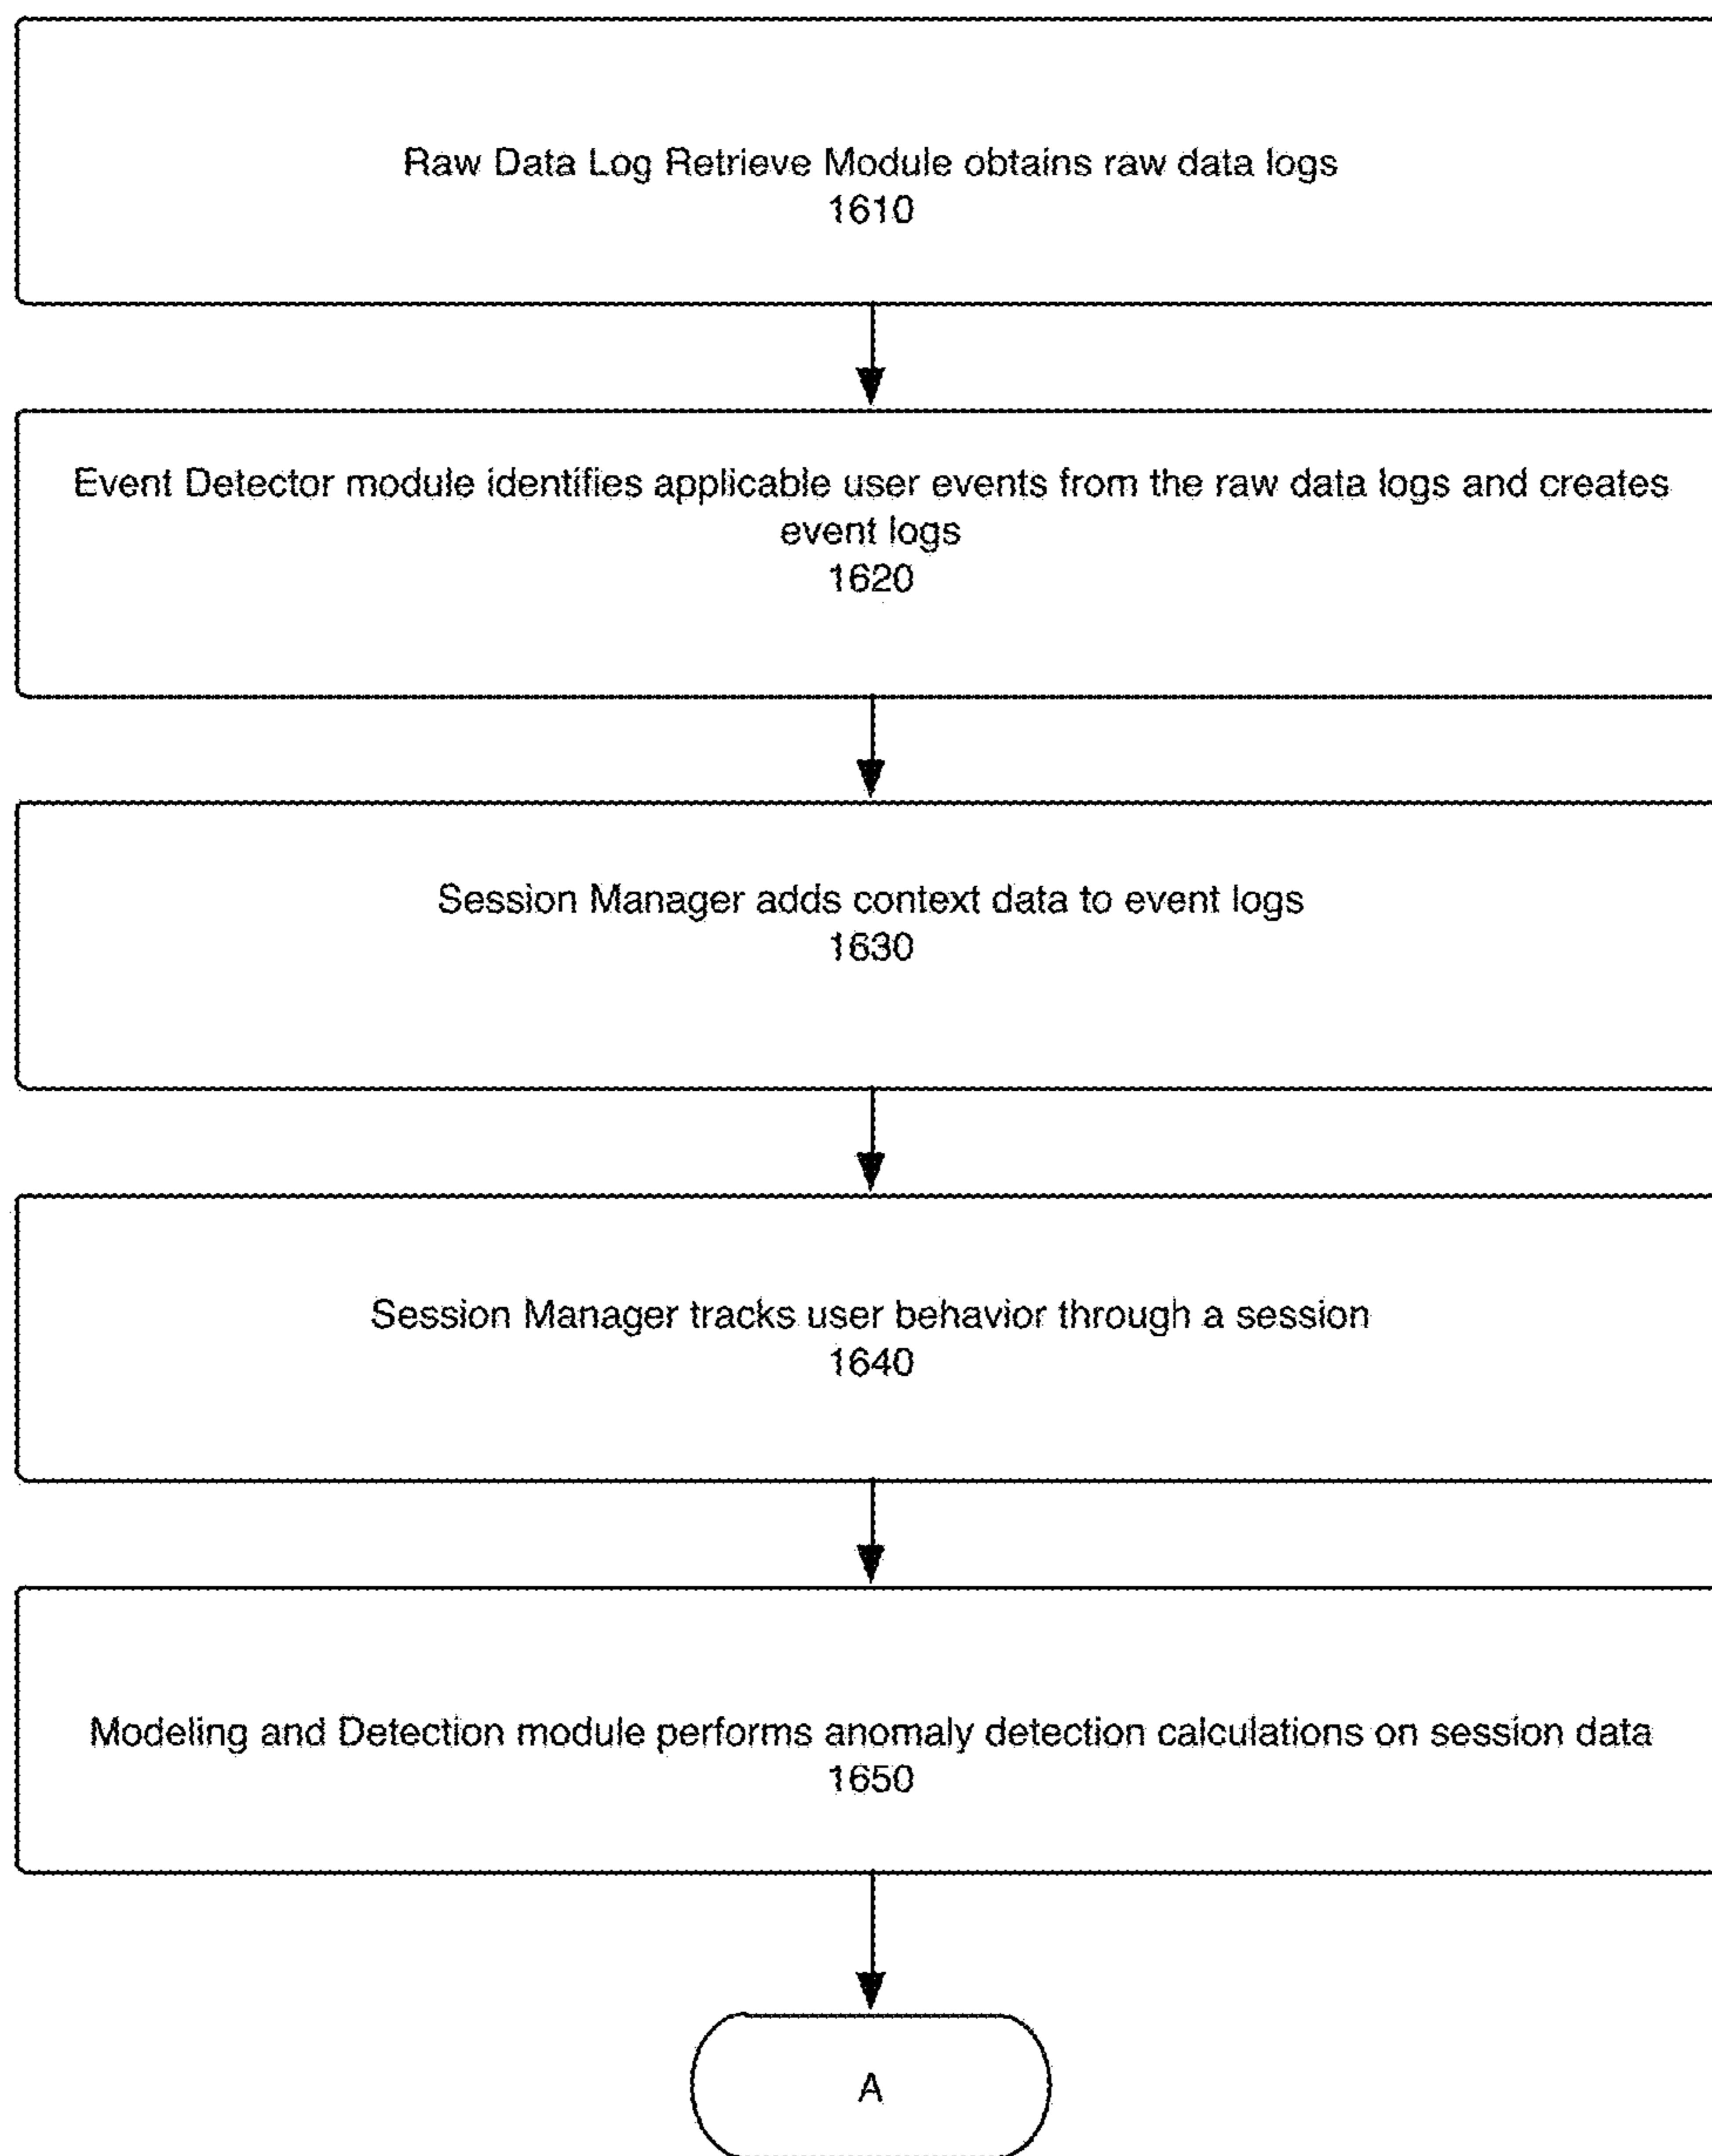 Raw Data Log Retrieve Module obtains raw data logs
1610
Event Detector module identifies applicable user events from the raw data logs and creates
event logs
1620
Session Manager adds context data to event logs
1630
Session Manager tracks user behavior through a session
1640
Modeling and Detection module performs anomaly detection calculations on session data
1650
A